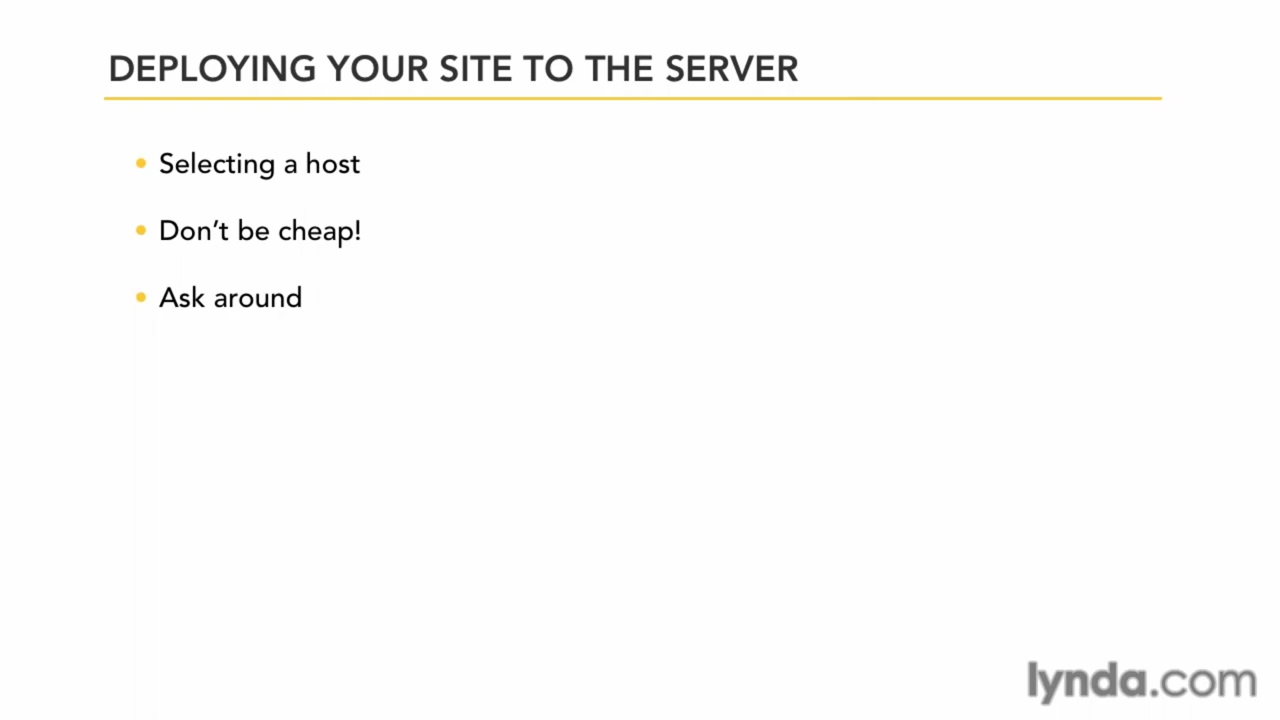 DEPLOYING YOUR SITE TO THE SERVER
• Selecting a host
• Don’t be cheap!
• Ask around
lynda.com